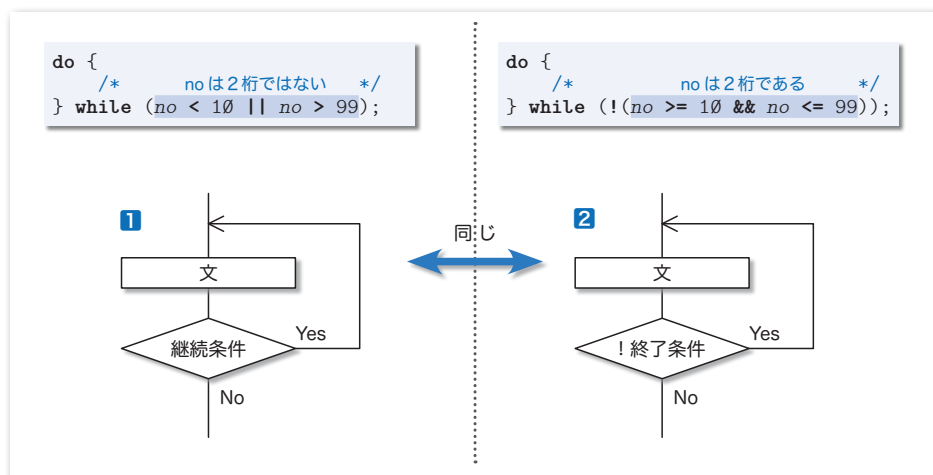 do {
/* noは2桁ではない */
} while (no < 10 || no > 99);
do {
/* noは2桁である */
} while (!(no >= 10 && no <= 99));
1
同じ
2
文
継続条件
Yes
No
文
!終了条件
Yes
No